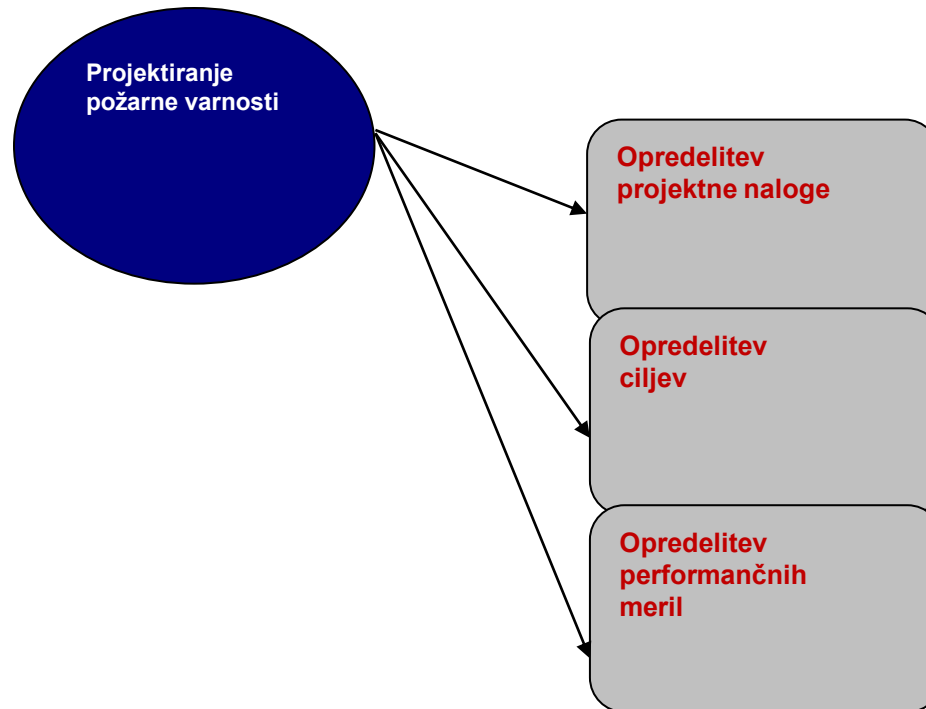 Projektiranje
požarne varnosti
Opredelitev
projektne naloge
Opredelitev
ciljev
Opredelitev
performančnih
meril